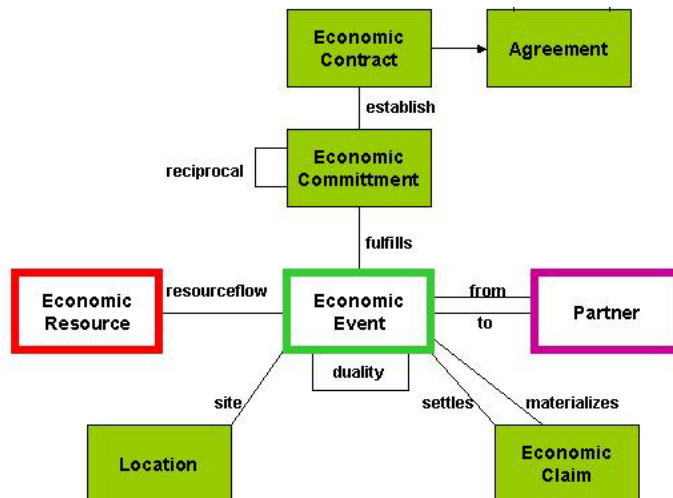 Economic
Contract
Agreement
establish
reciprocal
Economic
Committment
fulfills
Economic
Resource
resourceflow
Economic
Event
from
to
Partner
duality
site
settles
materializes
Location
Economic
Claim